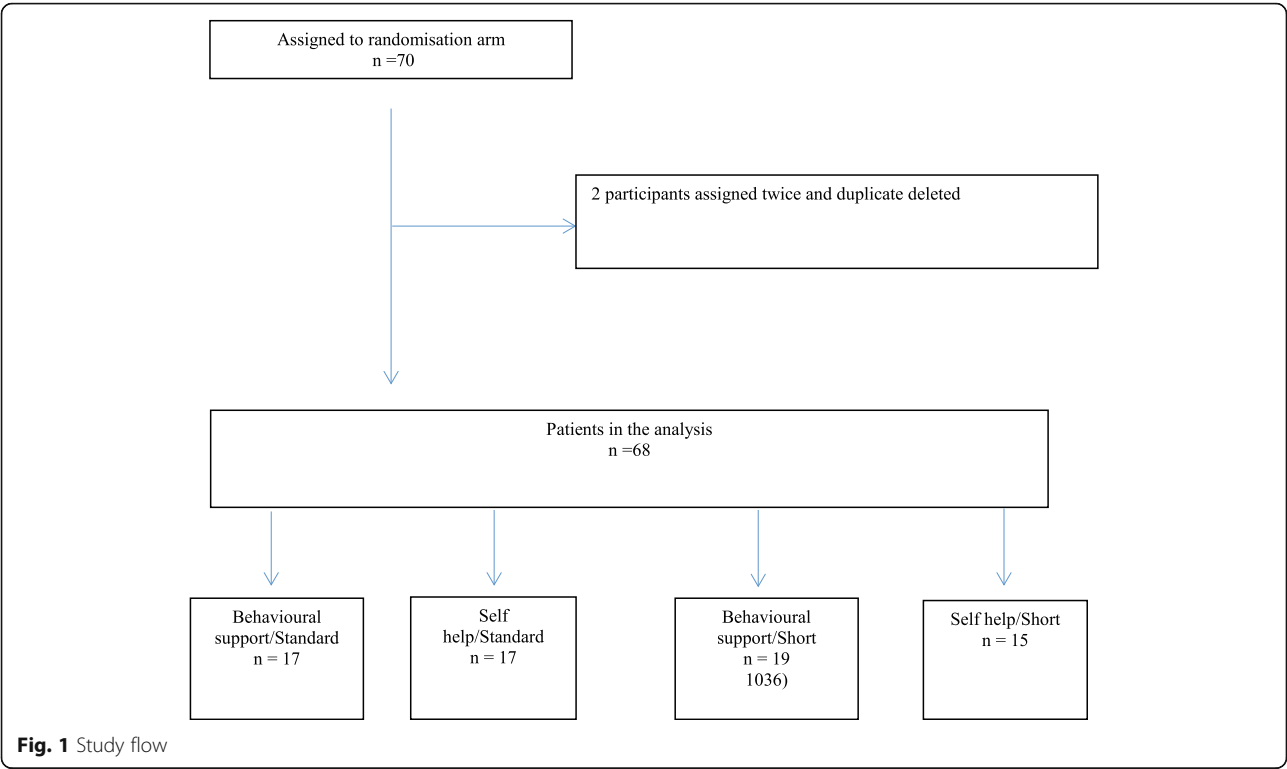 Assigned to randomisation arm
n =70
2 participants assigned twice and duplicate deleted
Patients in the analysis
n =68
Behavioural
support/Standard
n = 17
Self
help/Standard
n = 17
Behavioural
support/Short
n = 19
1036)
Self help/Short
n = 15
Fig. 1 Study flow